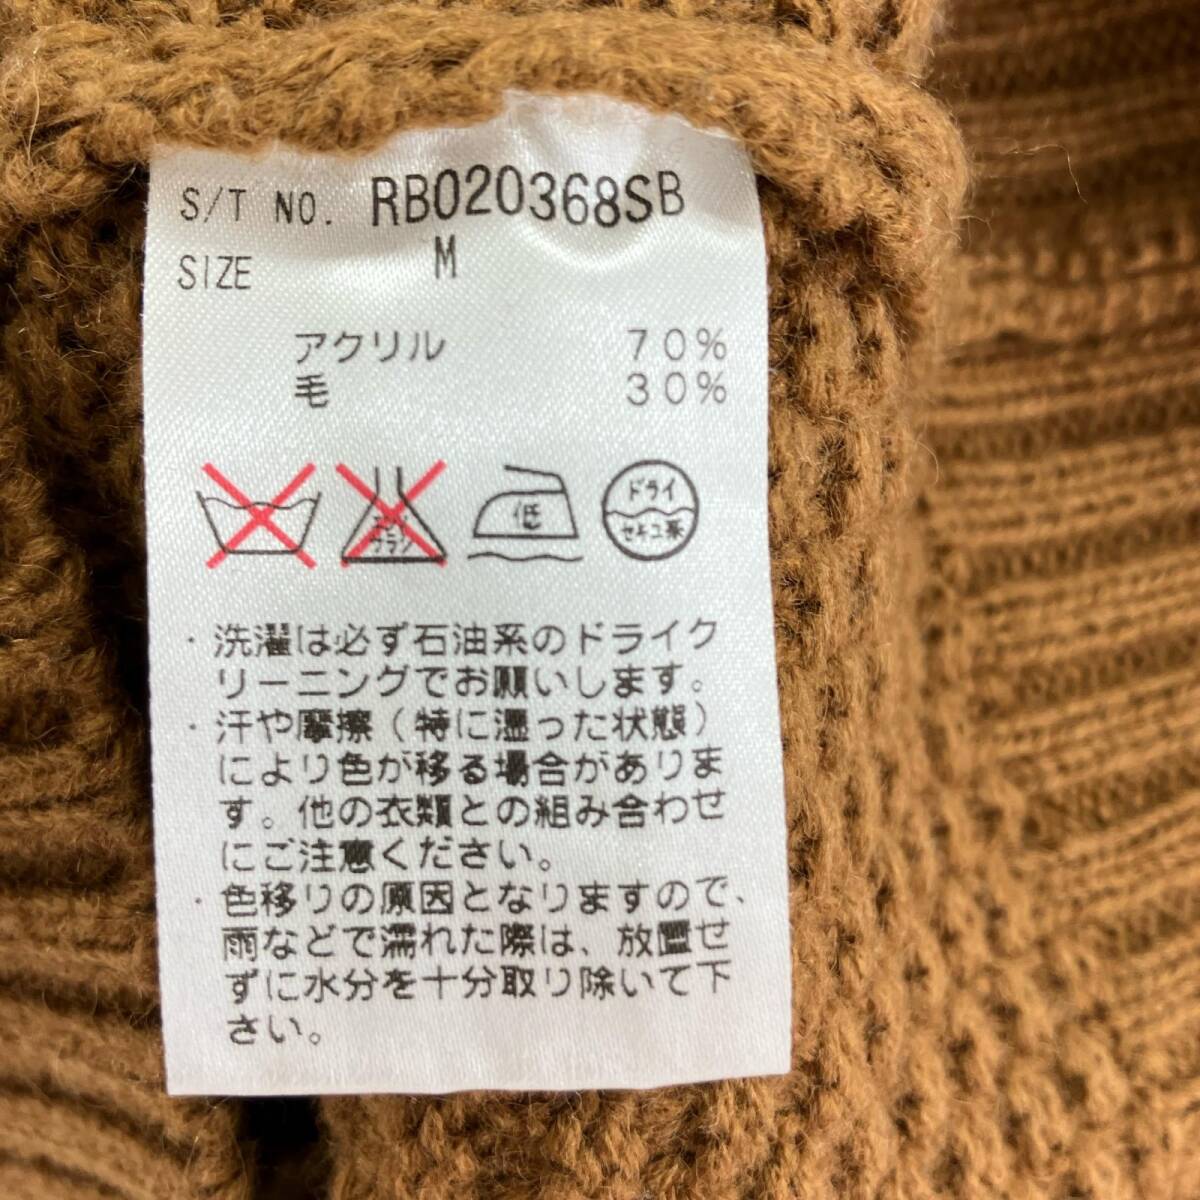 S/T NO. RB020368SB
SIZE M
アクリル 70%
毛 30%
エンソ
サラシ
低
ドライ
セキユ系
・洗濯は必ず石油系のドライク
リーニングでお願いします。
・汗や摩擦(特に湿った状態)
により色が移る場合がありま
す。他の衣類との組み合わせ
にご注意ください。
・色移りの原因となりますので、
雨などで濡れた際は、放置せ
ずに水分を十分取り除いて下
さい。